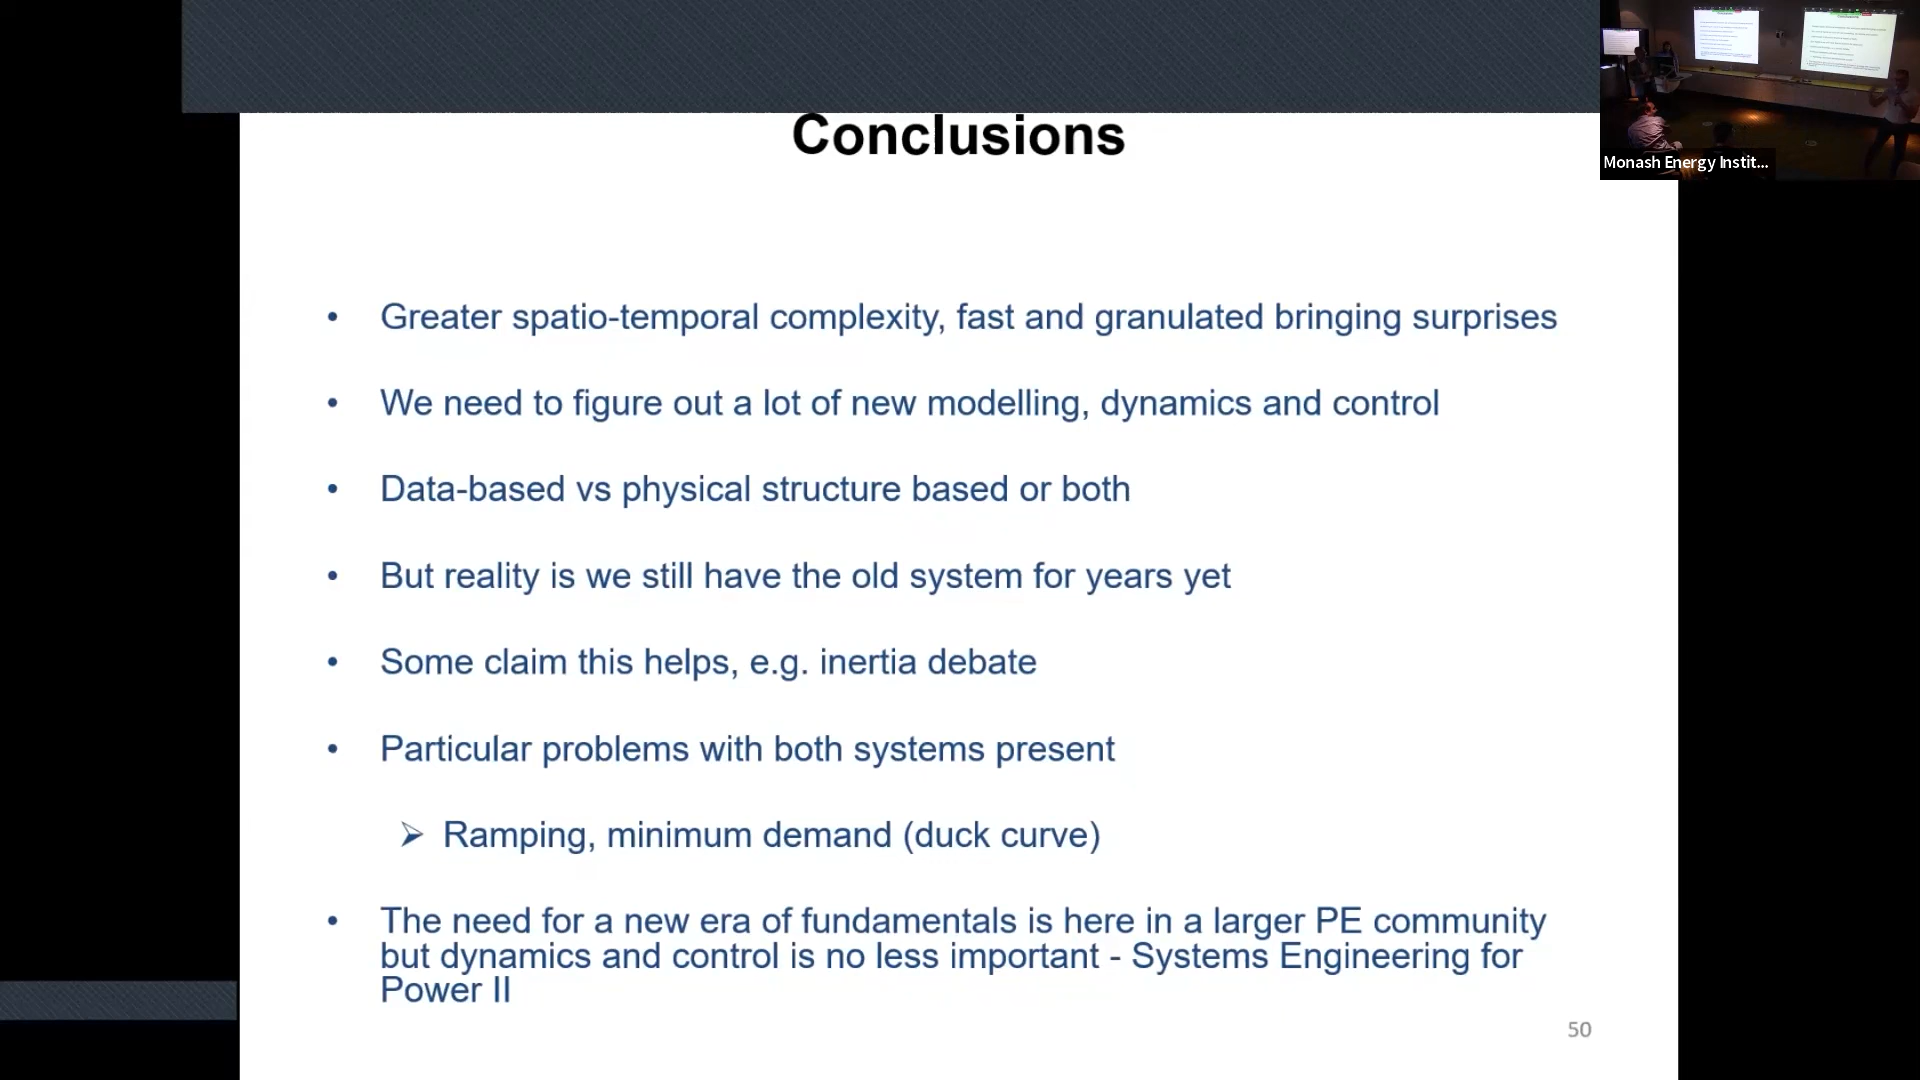 Conclusions
Monash Energy Instit...
• Greater spatio-temporal complexity, fast and granulated bringing surprises
• We need to figure out a lot of new modelling, dynamics and control
• Data-based vs physical structure based or both
• But reality is we still have the old system for years yet
• Some claim this helps, e.g. inertia debate
• Particular problems with both systems present
➢ Ramping, minimum demand (duck curve)
• The need for a new era of fundamentals is here in a larger PE community
but dynamics and control is no less important - Systems Engineering for
Power II
50